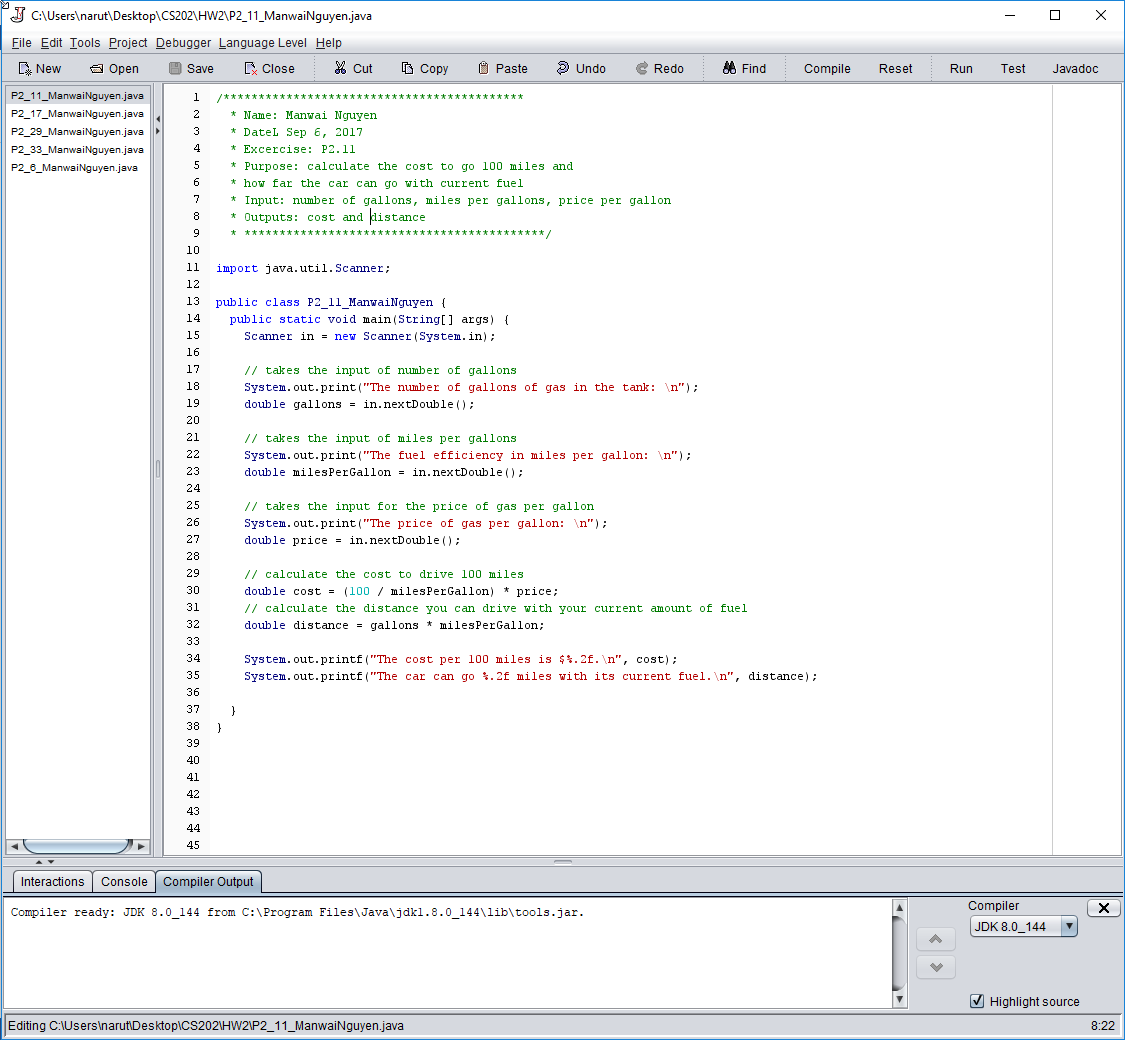 C:\Users\narut\Desktop\CS202\HW2\P2_11_ManwaiNguyen.java
File Edit Tools Project Debugger Language Level Help
New Open Save Close Cut Copy Paste Undo Redo Find Compile Reset Run Test Javadoc
P2_11_ManwaiNguyen.java
P2_17_ManwaiNguyen.java
P2_29_ManwaiNguyen.java
P2_33_ManwaiNguyen.java
P2_6_ManwaiNguyen.java
1 /*******************************************
2 * Name: Manwai Nguyen
3 * DateL Sep 6, 2017
4 * Excercise: P2.11
5 * Purpose: calculate the cost to go 100 miles and
6 * how far the car can go with current fuel
7 * Input: number of gallons, miles per gallons, price per gallon
8 * Outputs: cost and distance
9 * *******************************************/
10
11 import java.util.Scanner;
12
13 public class P2_11_ManwaiNguyen {
14 public static void main(String[] args) {
15 Scanner in = new Scanner(System.in);
16
17 // takes the input of number of gallons
18 System.out.print("The number of gallons of gas in the tank: \n");
19 double gallons = in.nextDouble();
20
21 // takes the input of miles per gallons
22 System.out.print("The fuel efficiency in miles per gallon: \n");
23 double milesPerGallon = in.nextDouble();
24
25 // takes the input for the price of gas per gallon
26 System.out.print("The price of gas per gallon: \n");
27 double price = in.nextDouble();
28
29 // calculate the cost to drive 100 miles
30 double cost = (100 / milesPerGallon) * price;
31 // calculate the distance you can drive with your current amount of fuel
32 double distance = gallons * milesPerGallon;
33
34 System.out.printf("The cost per 100 miles is $%.2f.\n", cost);
35 System.out.printf("The car can go %.2f miles with its current fuel.\n", distance);
36
37 }
38 }
39
40
41
42
43
44
45
Interactions Console Compiler Output
Compiler ready: JDK 8.0_144 from C:\Program Files\Java\jdk1.8.0_144\lib\tools.jar.
Compiler
JDK 8.0_144
Highlight source
Editing C:\Users\narut\Desktop\CS202\HW2\P2_11_ManwaiNguyen.java 8:22